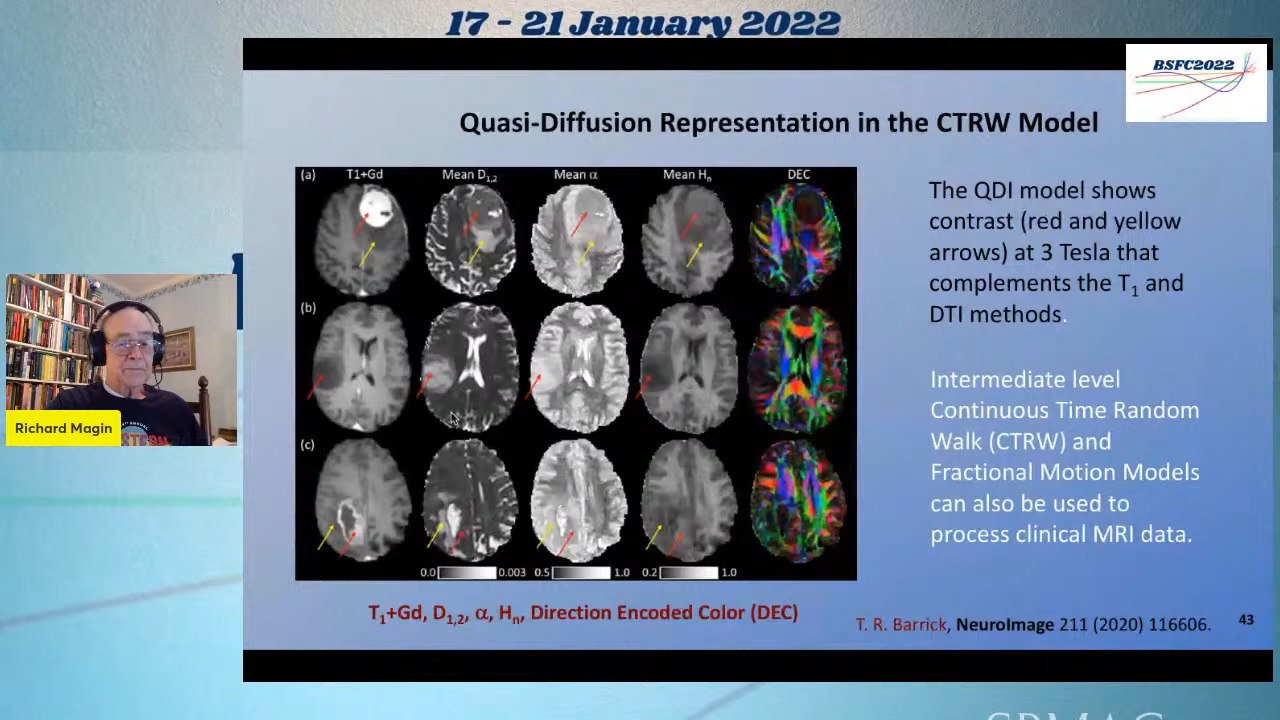 17 - 21 January 2022
BSFC2022
Quasi-Diffusion Representation in the CTRW Model
(a) T1+Gd Mean D1,2 Mean α Mean Hn DEC
(b)
(c)
0.0 0.003 0.5 1.0 0.2 1.0
The QDI model shows
contrast (red and yellow
arrows) at 3 Tesla that
complements the T1 and
DTI methods.
Intermediate level
Continuous Time Random
Walk (CTRW) and
Fractional Motion Models
can also be used to
process clinical MRI data.
T1+Gd, D1,2, α, Hn, Direction Encoded Color (DEC)
T. R. Barrick, NeuroImage 211 (2020) 116606.
43
Richard Magin